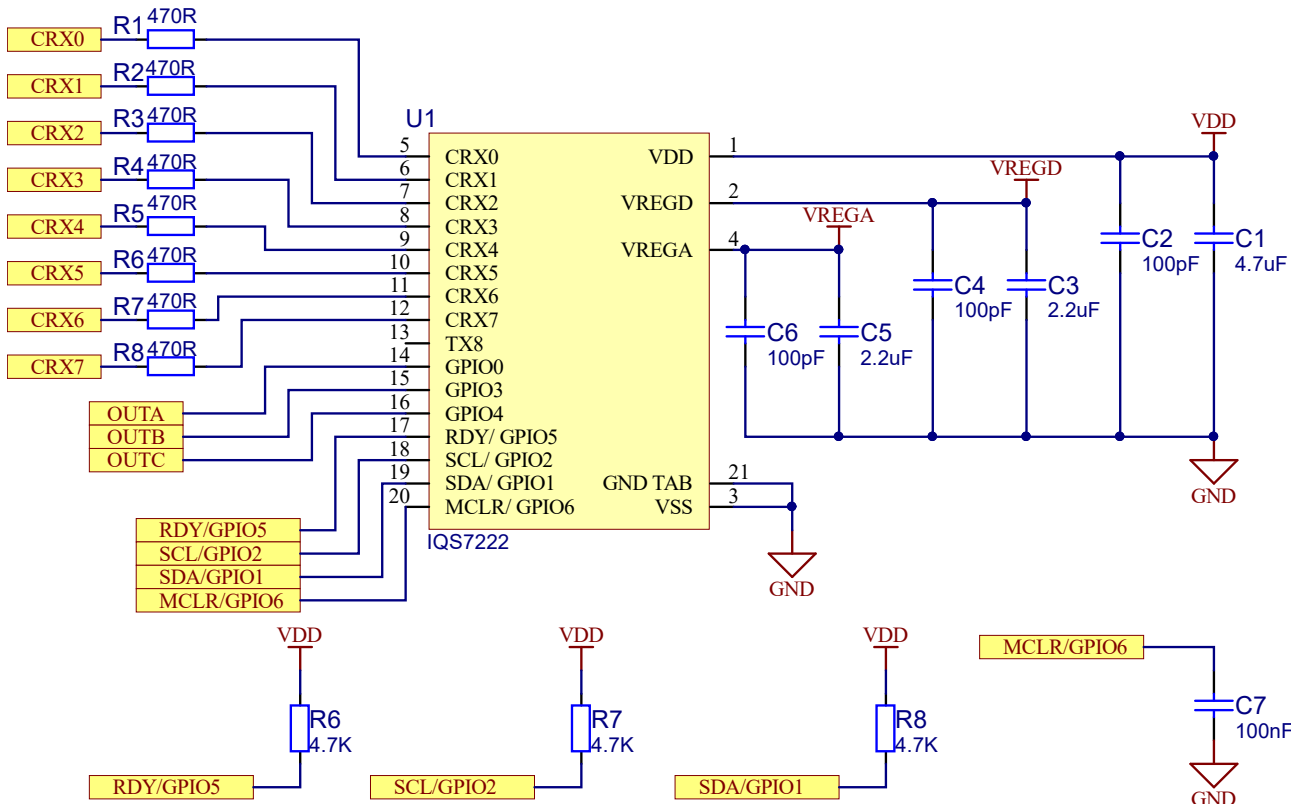 CRX0 R1 470R
CRX1 R2 470R
CRX2 R3 470R
CRX3 R4 470R
CRX4 R5 470R
CRX5 R6 470R
CRX6 R7 470R
CRX7 R8 470R
OUTA
OUTB
OUTC
RDY/GPIO5
SCL/GPIO2
SDA/GPIO1
MCLR/GPIO6
U1
5 CRX0
6 CRX1
7 CRX2
8 CRX3
9 CRX4
10 CRX5
11 CRX6
12 CRX7
13 TX8
14 GPIO0
15 GPIO3
16 GPIO4
17 RDY/ GPIO5
18 SCL/ GPIO2
19 SDA/ GPIO1
20 MCLR/ GPIO6
VDD 1
VREGD 2
VREGA 4
GND TAB 21
VSS 3
IQS7222
GND
VREGA
C6
100pF
C5
2.2uF
VREGD
C4
100pF
C3
2.2uF
VDD
C2
100pF
C1
4.7uF
GND
VDD
R6
4.7K
RDY/GPIO5
VDD
R7
4.7K
SCL/GPIO2
VDD
R8
4.7K
SDA/GPIO1
MCLR/GPIO6
C7
100nF
GND